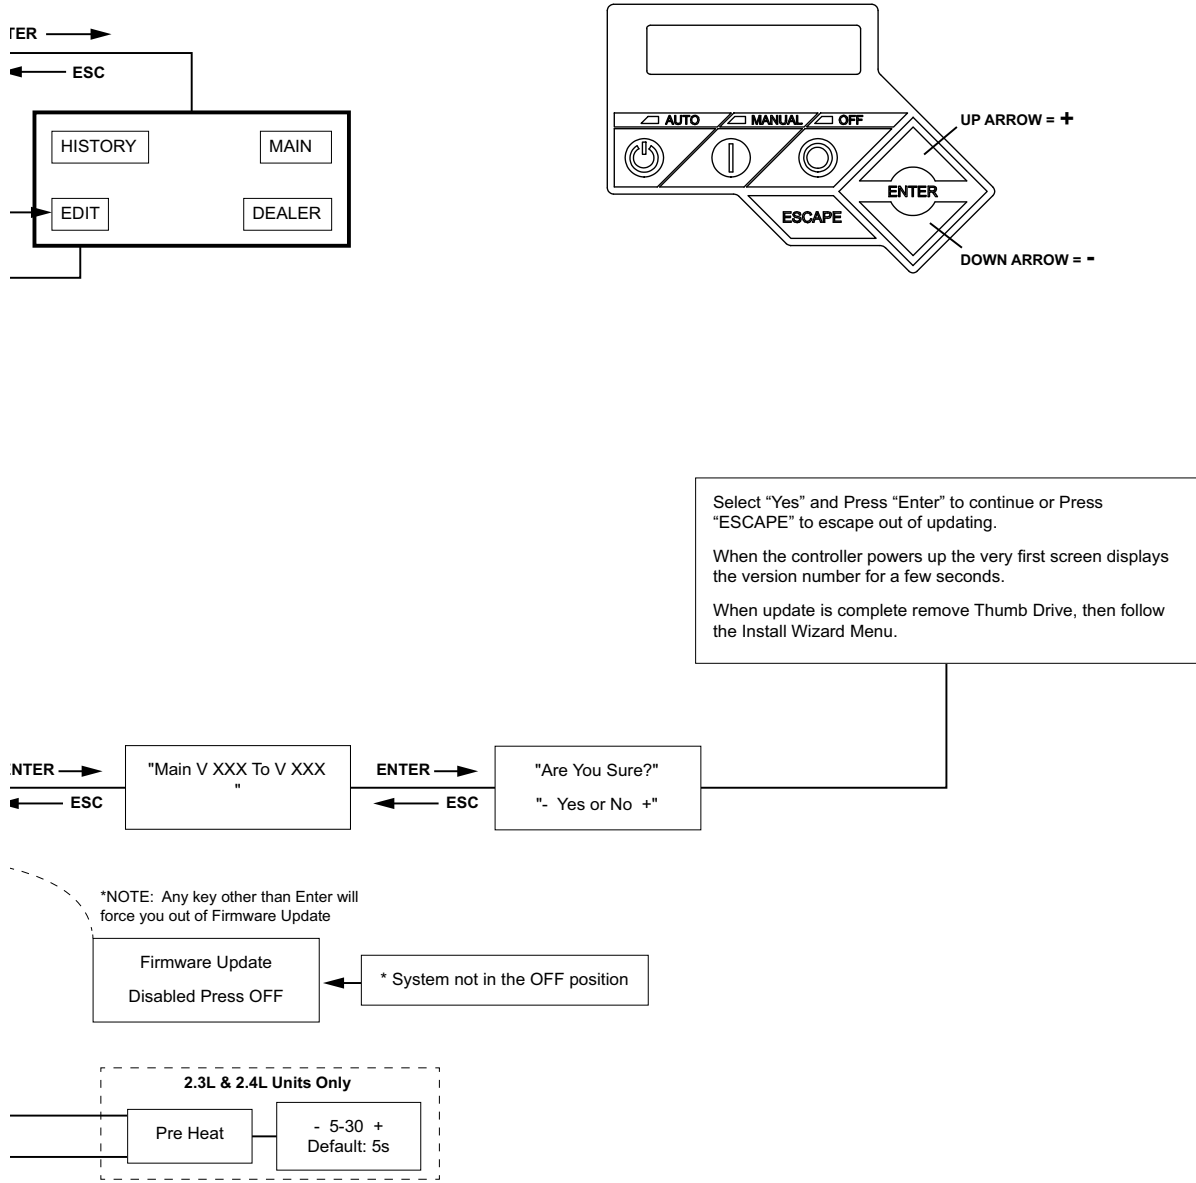 TER
ESC
HISTORY
MAIN
EDIT
DEALER
AUTO
MANUAL
OFF
UP ARROW = +
ENTER
ESCAPE
DOWN ARROW = -
Select “Yes” and Press “Enter” to continue or Press
“ESCAPE” to escape out of updating.
When the controller powers up the very first screen displays
the version number for a few seconds.
When update is complete remove Thumb Drive, then follow
the Install Wizard Menu.
NTER
ESC
"Main V XXX To V XXX
"
ENTER
ESC
"Are You Sure?"
"- Yes or No +"
*NOTE: Any key other than Enter will
force you out of Firmware Update
Firmware Update
Disabled Press OFF
* System not in the OFF position
2.3L & 2.4L Units Only
Pre Heat
- 5-30 +
Default: 5s